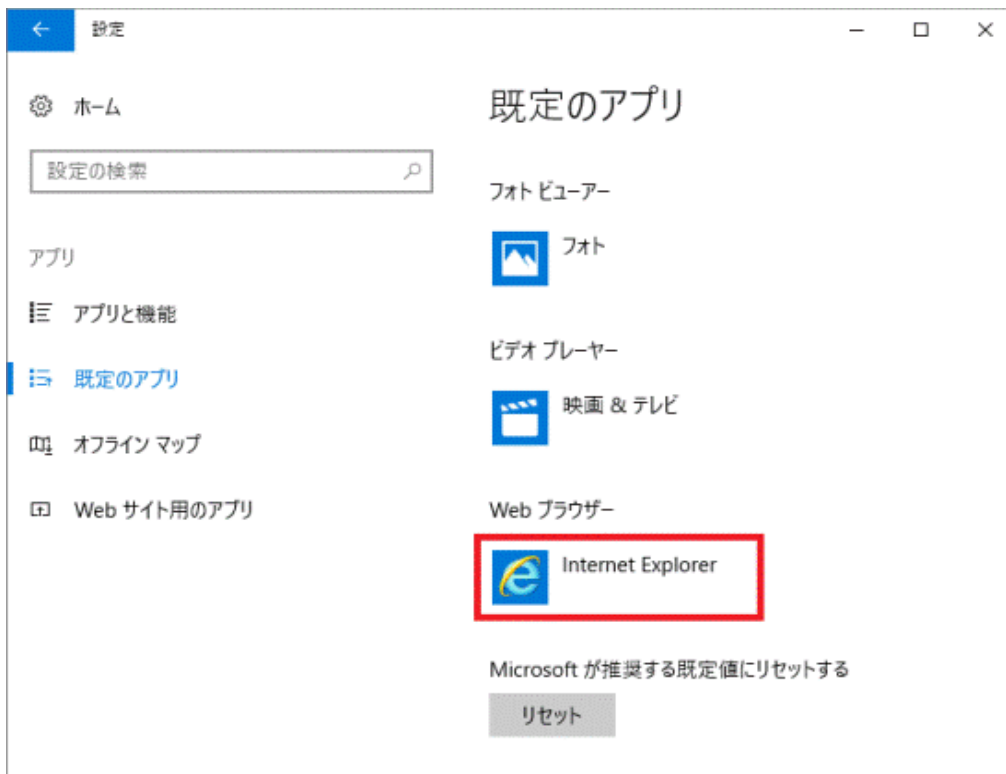 設定
ホーム
設定の検索
アプリ
アプリと機能
既定のアプリ
オフライン マップ
Web サイト用のアプリ
既定のアプリ
フォト ビューアー
フォト
ビデオ プレーヤー
映画 & テレビ
Web ブラウザー
Internet Explorer
Microsoft が推奨する既定値にリセットする
リセット